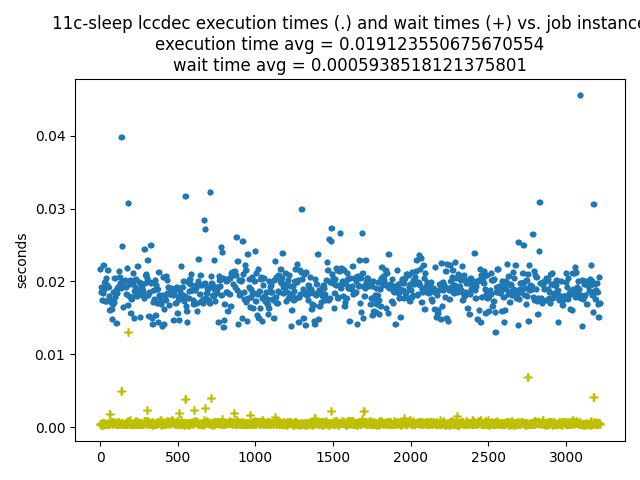 11c-sleep lccdec execution times (.) and wait times (+) vs. job instance
execution time avg = 0.019123550675670554
wait time avg = 0.0005938518121375801
0.04
0.03
0.02
0.01
0.00
seconds
0 500 1000 1500 2000 2500 3000